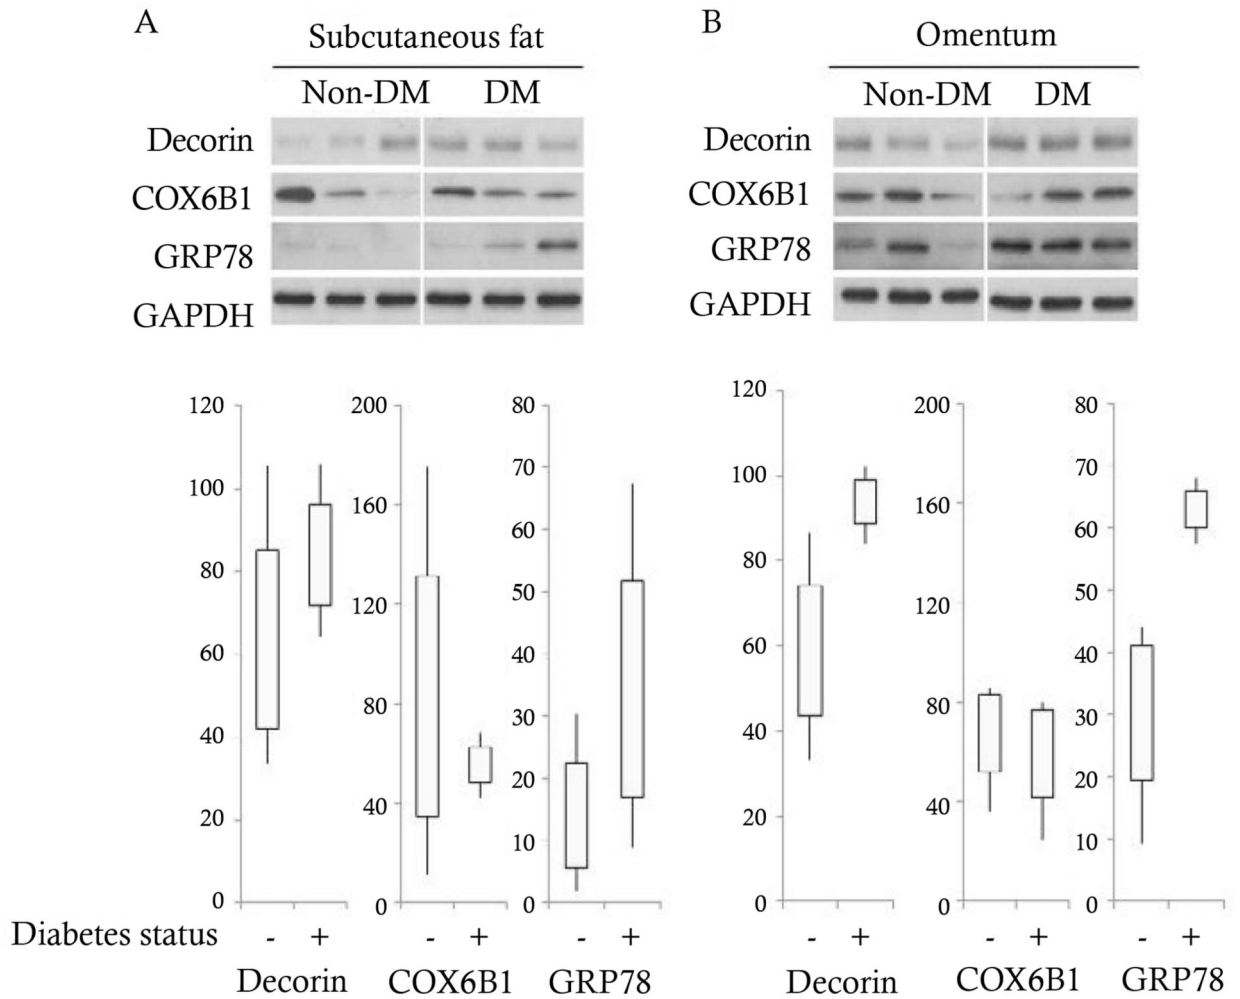 A
Subcutaneous fat
Non-DM DM
Decorin
COX6B1
GRP78
GAPDH
B
Omentum
Non-DM DM
Decorin
COX6B1
GRP78
GAPDH
120
100
80
60
40
20
0
200
160
120
80
40
0
80
70
60
50
40
30
20
10
0
120
100
80
60
40
20
0
200
160
120
80
40
0
80
70
60
50
40
30
20
10
0
Diabetes status - + - + - + - + - + - +
Decorin COX6B1 GRP78 Decorin COX6B1 GRP78